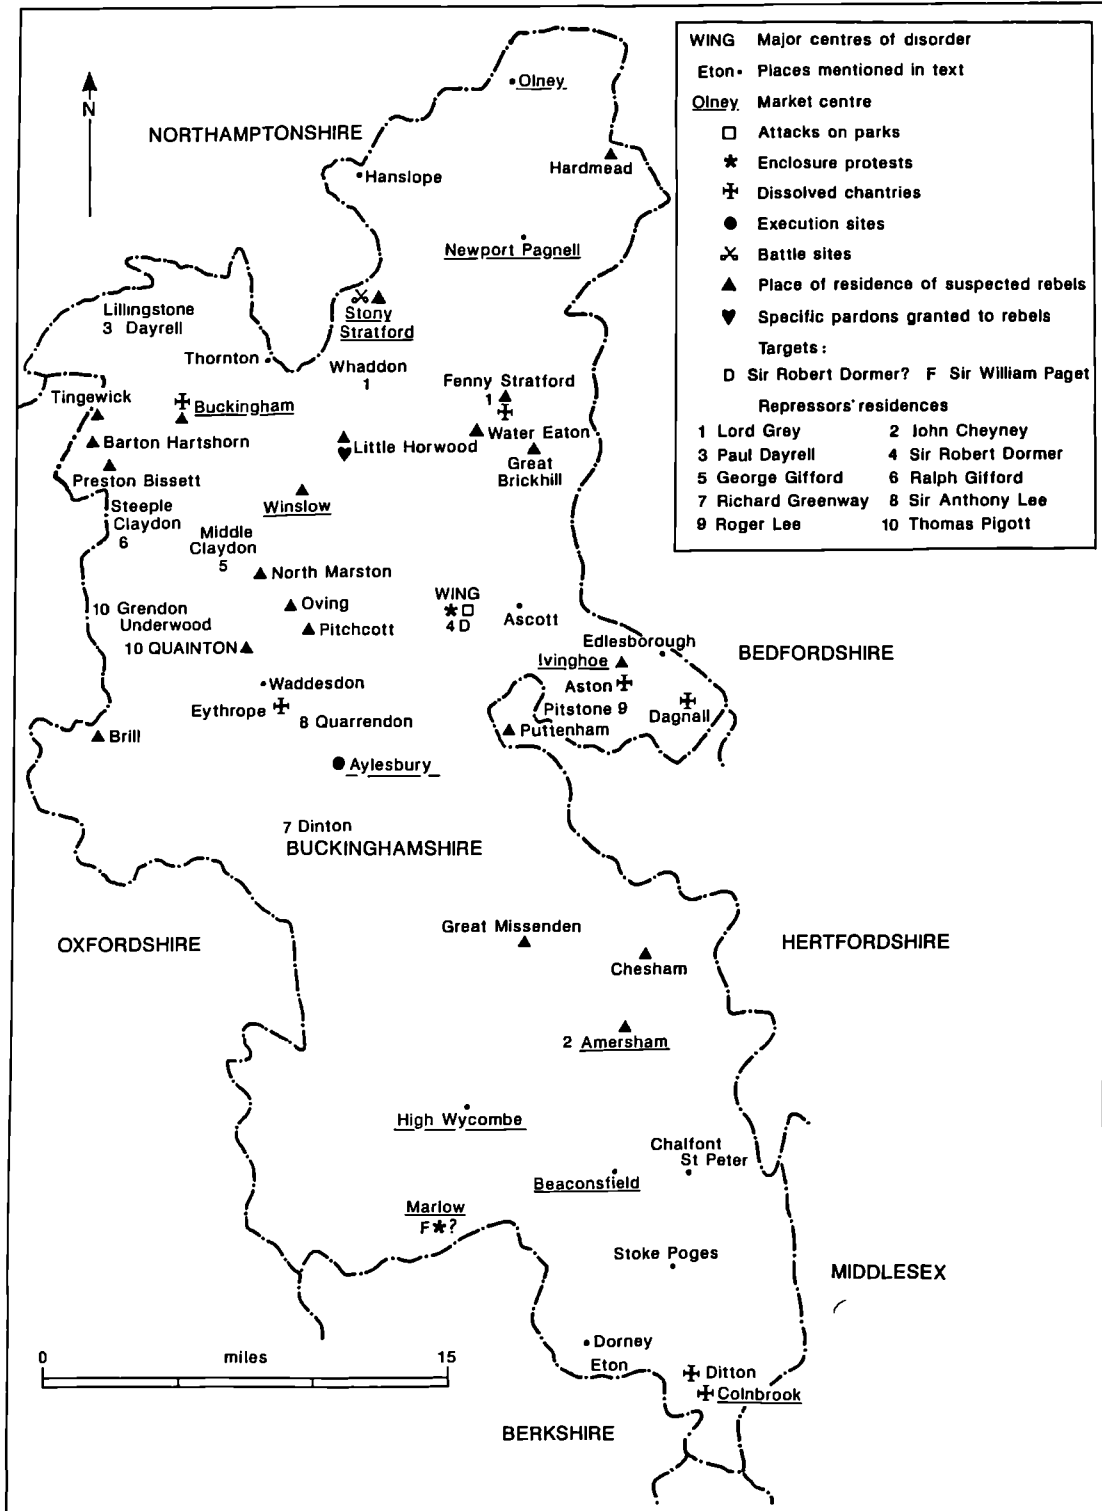 WING Major centres of disorder
Eton Places mentioned in text
Olney Market centre
Attacks on parks
Enclosure protests
Dissolved chantries
Execution sites
Battle sites
Place of residence of suspected rebels
Specific pardons granted to rebels
Targets:
D Sir Robert Dormer? F Sir William Paget
Repressors' residences
1 Lord Grey 2 John Cheyney
3 Paul Dayrell 4 Sir Robert Dormer
5 George Gifford 6 Ralph Gifford
7 Richard Greenway 8 Sir Anthony Lee
9 Roger Lee 10 Thomas Pigott
N
Olney
NORTHAMPTONSHIRE
Hardmead
Hanslope
Newport Pagnell
Lillingstone
3 Dayrell
Stony
Stratford
Thornton
Whaddon
1
Fenny Stratford
1
Tingewick
Buckingham
Barton Hartshorn
Little Horwood
Water Eaton
Great
Brickhill
Preston Bissett
Winslow
Steeple
Claydon
6
Middle
Claydon
5
North Marston
WING
4 D
Ascott
10 Grendon
Underwood
Oving
Pitchcott
10 QUAINTON
Edlesborough
BEDFORDSHIRE
Ivinghoe
Aston
Waddesdon
Eythrope
8 Quarrendon
Pitstone 9
Dagnall
Puttenham
Brill
Aylesbury
7 Dinton
BUCKINGHAMSHIRE
Great Missenden
OXFORDSHIRE
HERTFORDSHIRE
Chesham
2 Amersham
High Wycombe
Chalfont
St Peter
Beaconsfield
Marlow
F ?
Stoke Poges
MIDDLESEX
Dorney
Eton
Ditton
Colnbrook
0 miles 15
BERKSHIRE